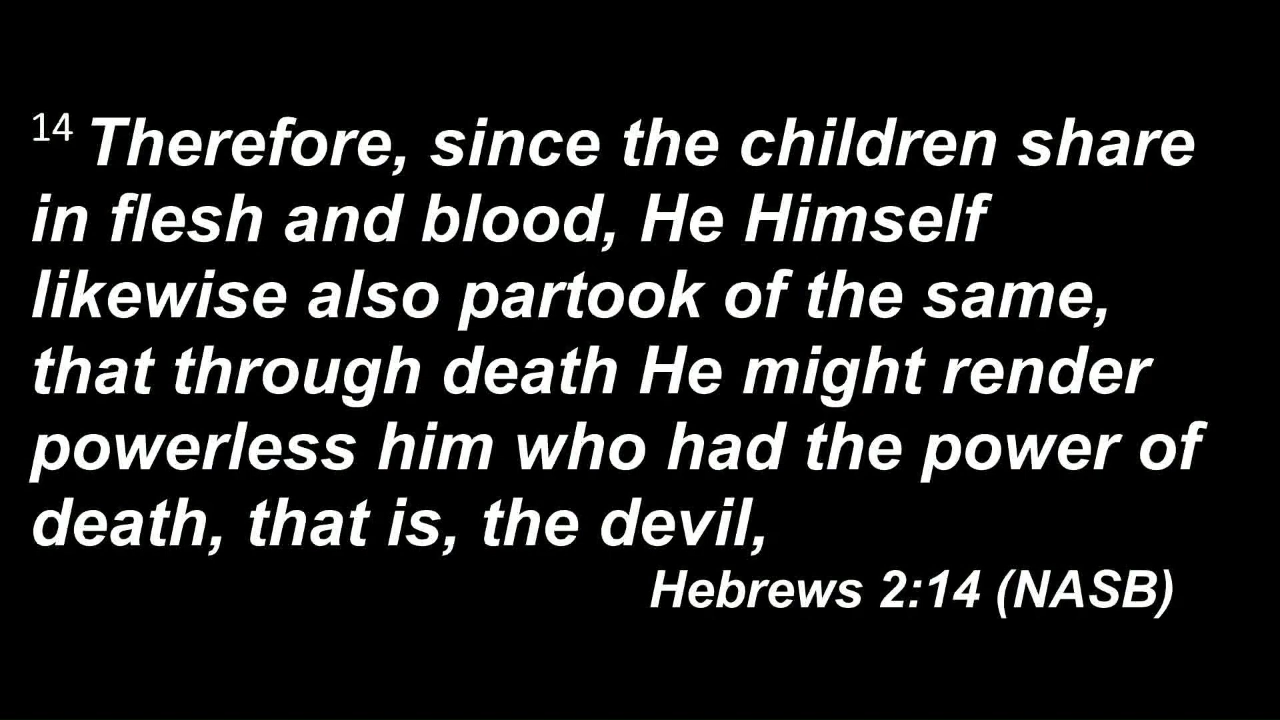 14 Therefore, since the children share
in flesh and blood, He Himself
likewise also partook of the same,
that through death He might render
powerless him who had the power of
death, that is, the devil,
Hebrews 2:14 (NASB)